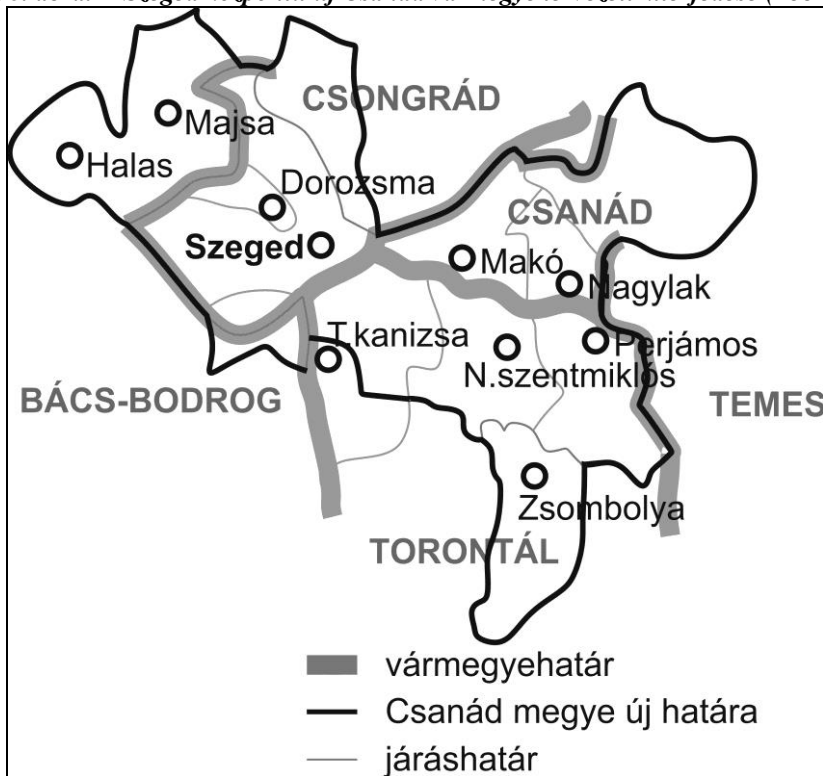 CSONGRÁD
Majsa
Halas
Dorozsma
CSANÁD
Szeged
Makó
Nagylak
T.kanizsa
Perjámos
N.szentmiklós
BÁCS-BODROG
TEMES
Zsombolya
TORONTÁL
vármegyehatár
Csanád megye új határa
járáshatár